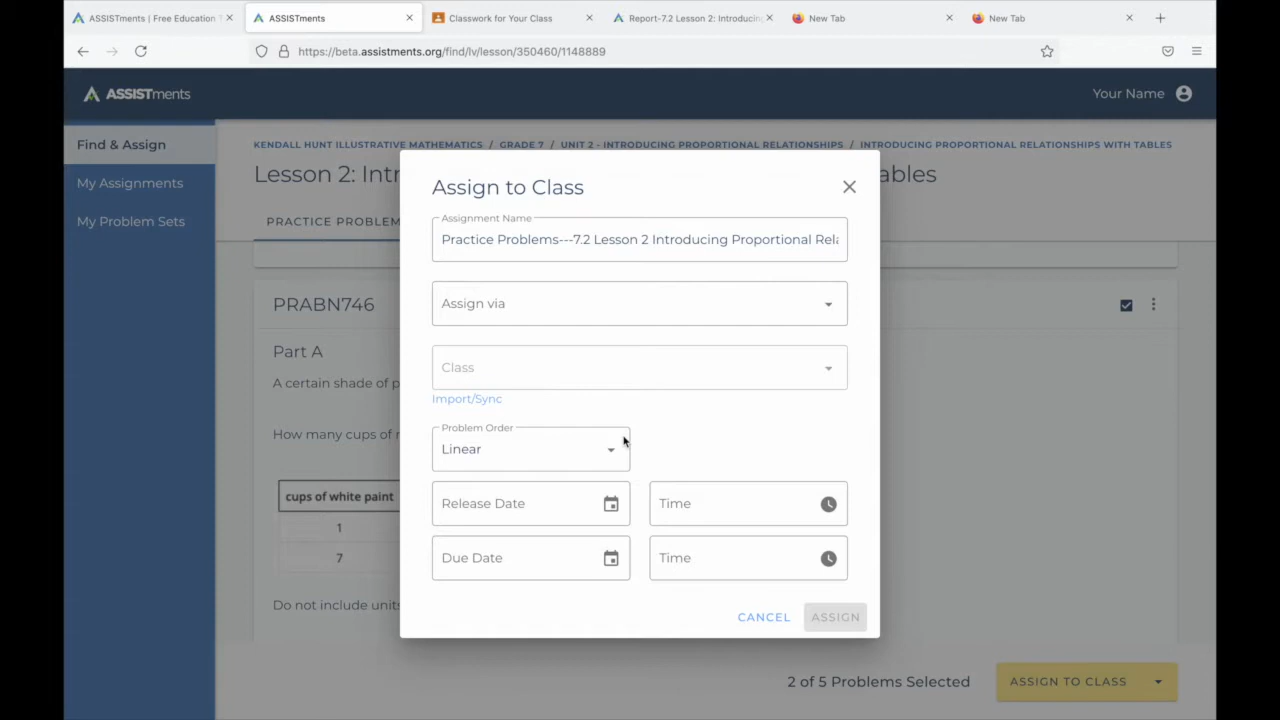 ASSISTments | Free Education T
ASSISTments
Classwork for Your Class
Report-7.2 Lesson 2: Introducing
New Tab
New Tab
https://beta.assistments.org/find/lv/lesson/350460/1148889
ASSISTments
Your Name
Find & Assign
My Assignments
My Problem Sets
KENDALL HUNT ILLUSTRATIVE MATHEMATICS / GRADE 7 / UNIT 2 - INTRODUCING PROPORTIONAL RELATIONSHIPS / INTRODUCING PROPORTIONAL RELATIONSHIPS WITH TABLES
Lesson 2: Intr
ables
PRACTICE PROBLEM
PRABN746
Part A
A certain shade of p
How many cups of r
cups of white paint
1
7
Do not include units
Assign to Class
Assignment Name
Practice Problems---7.2 Lesson 2 Introducing Proportional Rela
Assign via
Class
Import/Sync
Problem Order
Linear
Release Date
Time
Due Date
Time
CANCEL
ASSIGN
2 of 5 Problems Selected
ASSIGN TO CLASS